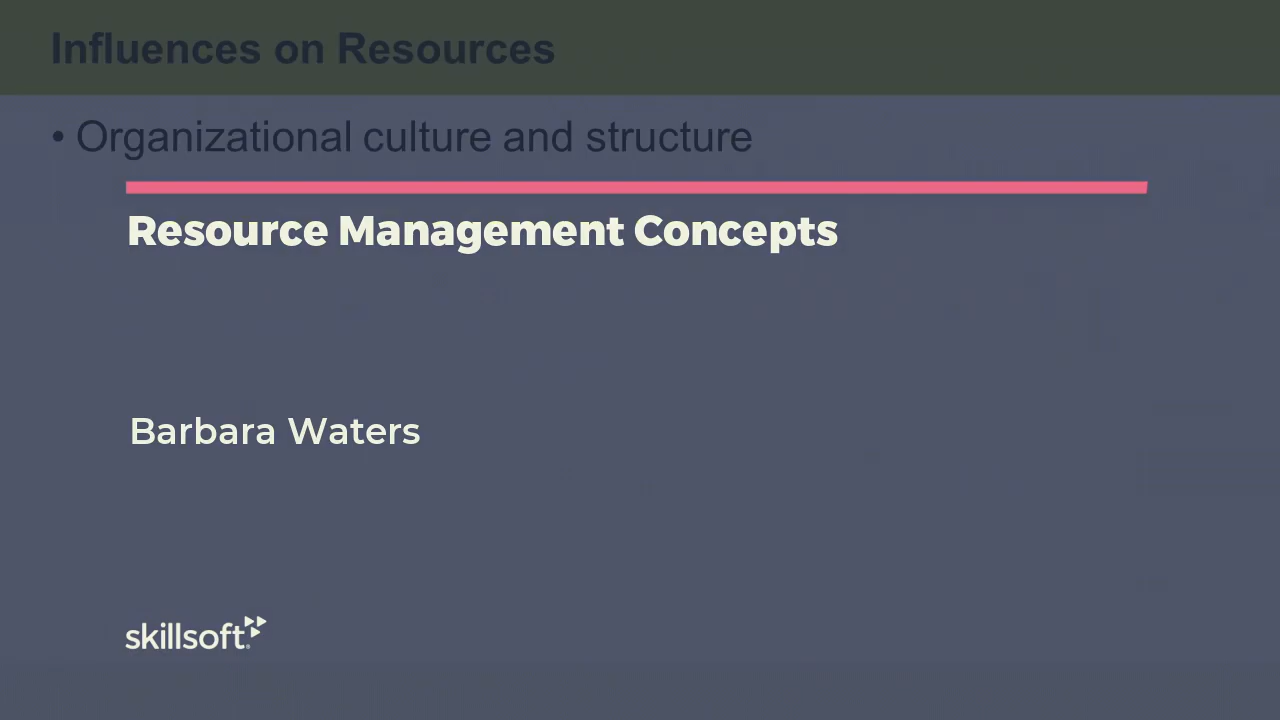 Influences on Resources
• Organizational culture and structure
Resource Management Concepts
Barbara Waters
skillsoft